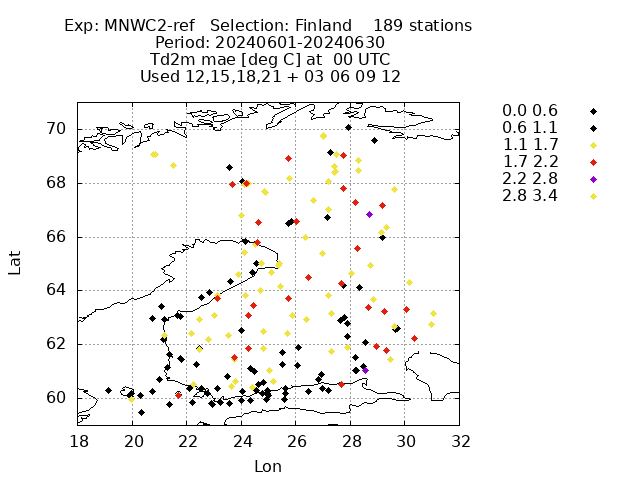 Exp: MNWC2-ref   Selection: Finland    189 stations
Period: 20240601-20240630
Td2m mae [deg C] at  00 UTC
Used 12,15,18,21 + 03 06 09 12
0.0 0.6
0.6 1.1
1.1 1.7
1.7 2.2
2.2 2.8
2.8 3.4
70
68
66
64
62
60
Lat
18 20 22 24 26 28 30 32
Lon